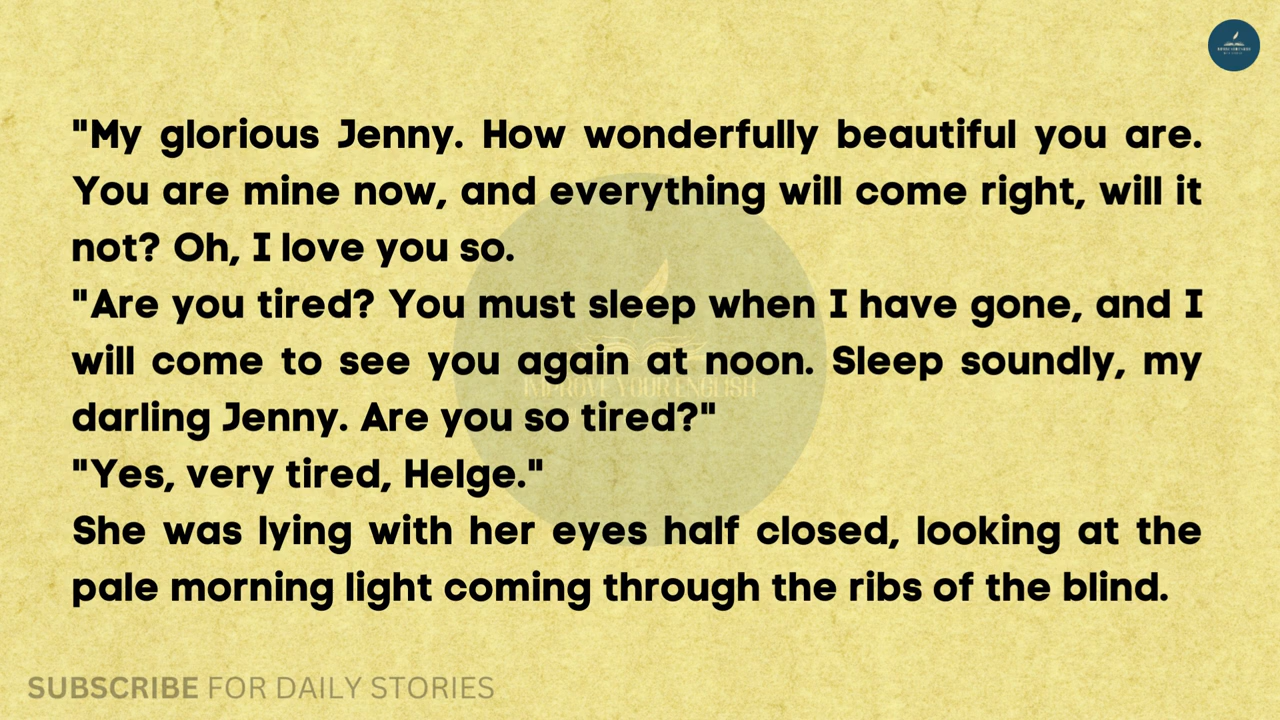 "My glorious Jenny. How wonderfully beautiful you are.
You are mine now, and everything will come right, will it
not? Oh, I love you so.
"Are you tired? You must sleep when I have gone, and I
will come to see you again at noon. Sleep soundly, my
darling Jenny. Are you so tired?"
"Yes, very tired, Helge."
She was lying with her eyes half closed, looking at the
pale morning light coming through the ribs of the blind.
IMPROVE YOUR ENGLISH
SUBSCRIBE FOR DAILY STORIES